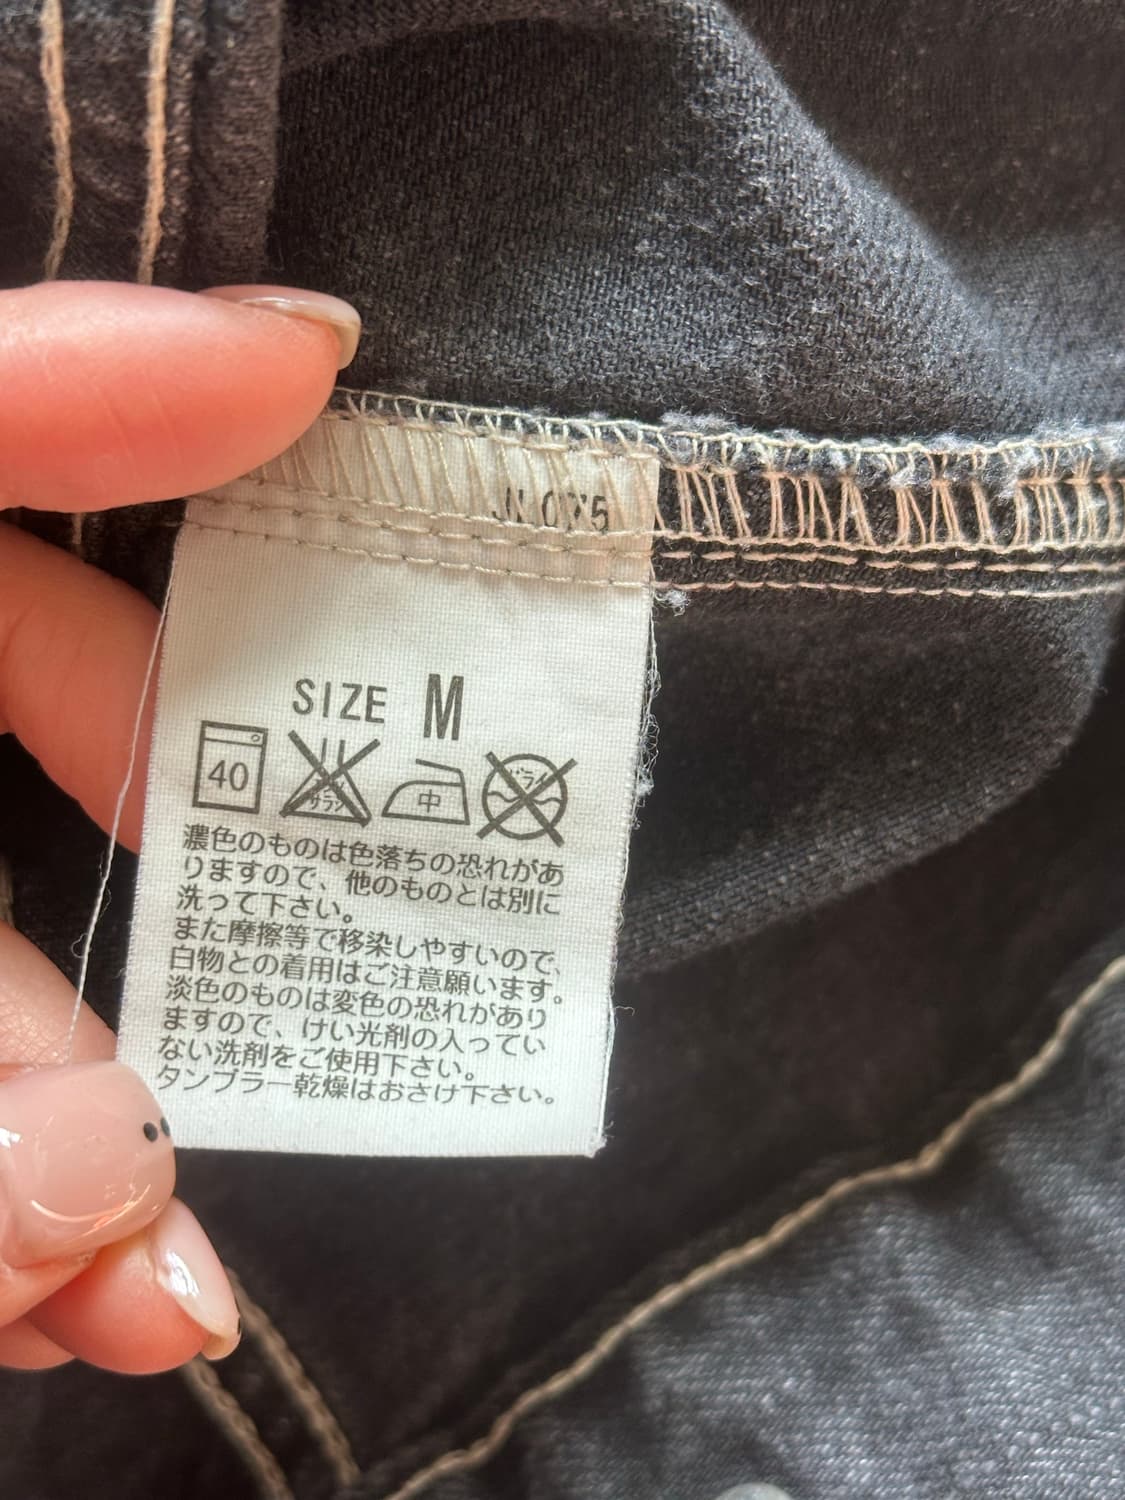 JN 075
SIZE M
40 サラシ 中 ドライ
濃色のものは色落ちの恐れがあ
りますので、他のものとは別に
洗って下さい。
また摩擦等で移染しやすいので、
白物との着用はご注意願います。
淡色のものは変色の恐れがあり
ますので、けい光剤の入ってい
ない洗剤をご使用下さい。
タンブラー乾燥はおさけ下さい。